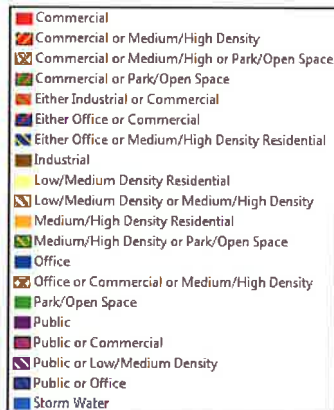 Commercial
Commercial or Medium/High Density
Commercial or Medium/High or Park/Open Space
Commercial or Park/Open Space
Either Industrial or Commercial
Either Office or Commercial
Either Office or Medium/High Density Residential
Industrial
Low/Medium Density Residential
Low/Medium Density or Medium/High Density
Medium/High Density Residential
Medium/High Density or Park/Open Space
Office
Office or Commercial or Medium/High Density
Park/Open Space
Public
Public or Commercial
Public or Low/Medium Density
Public or Office
Storm Water